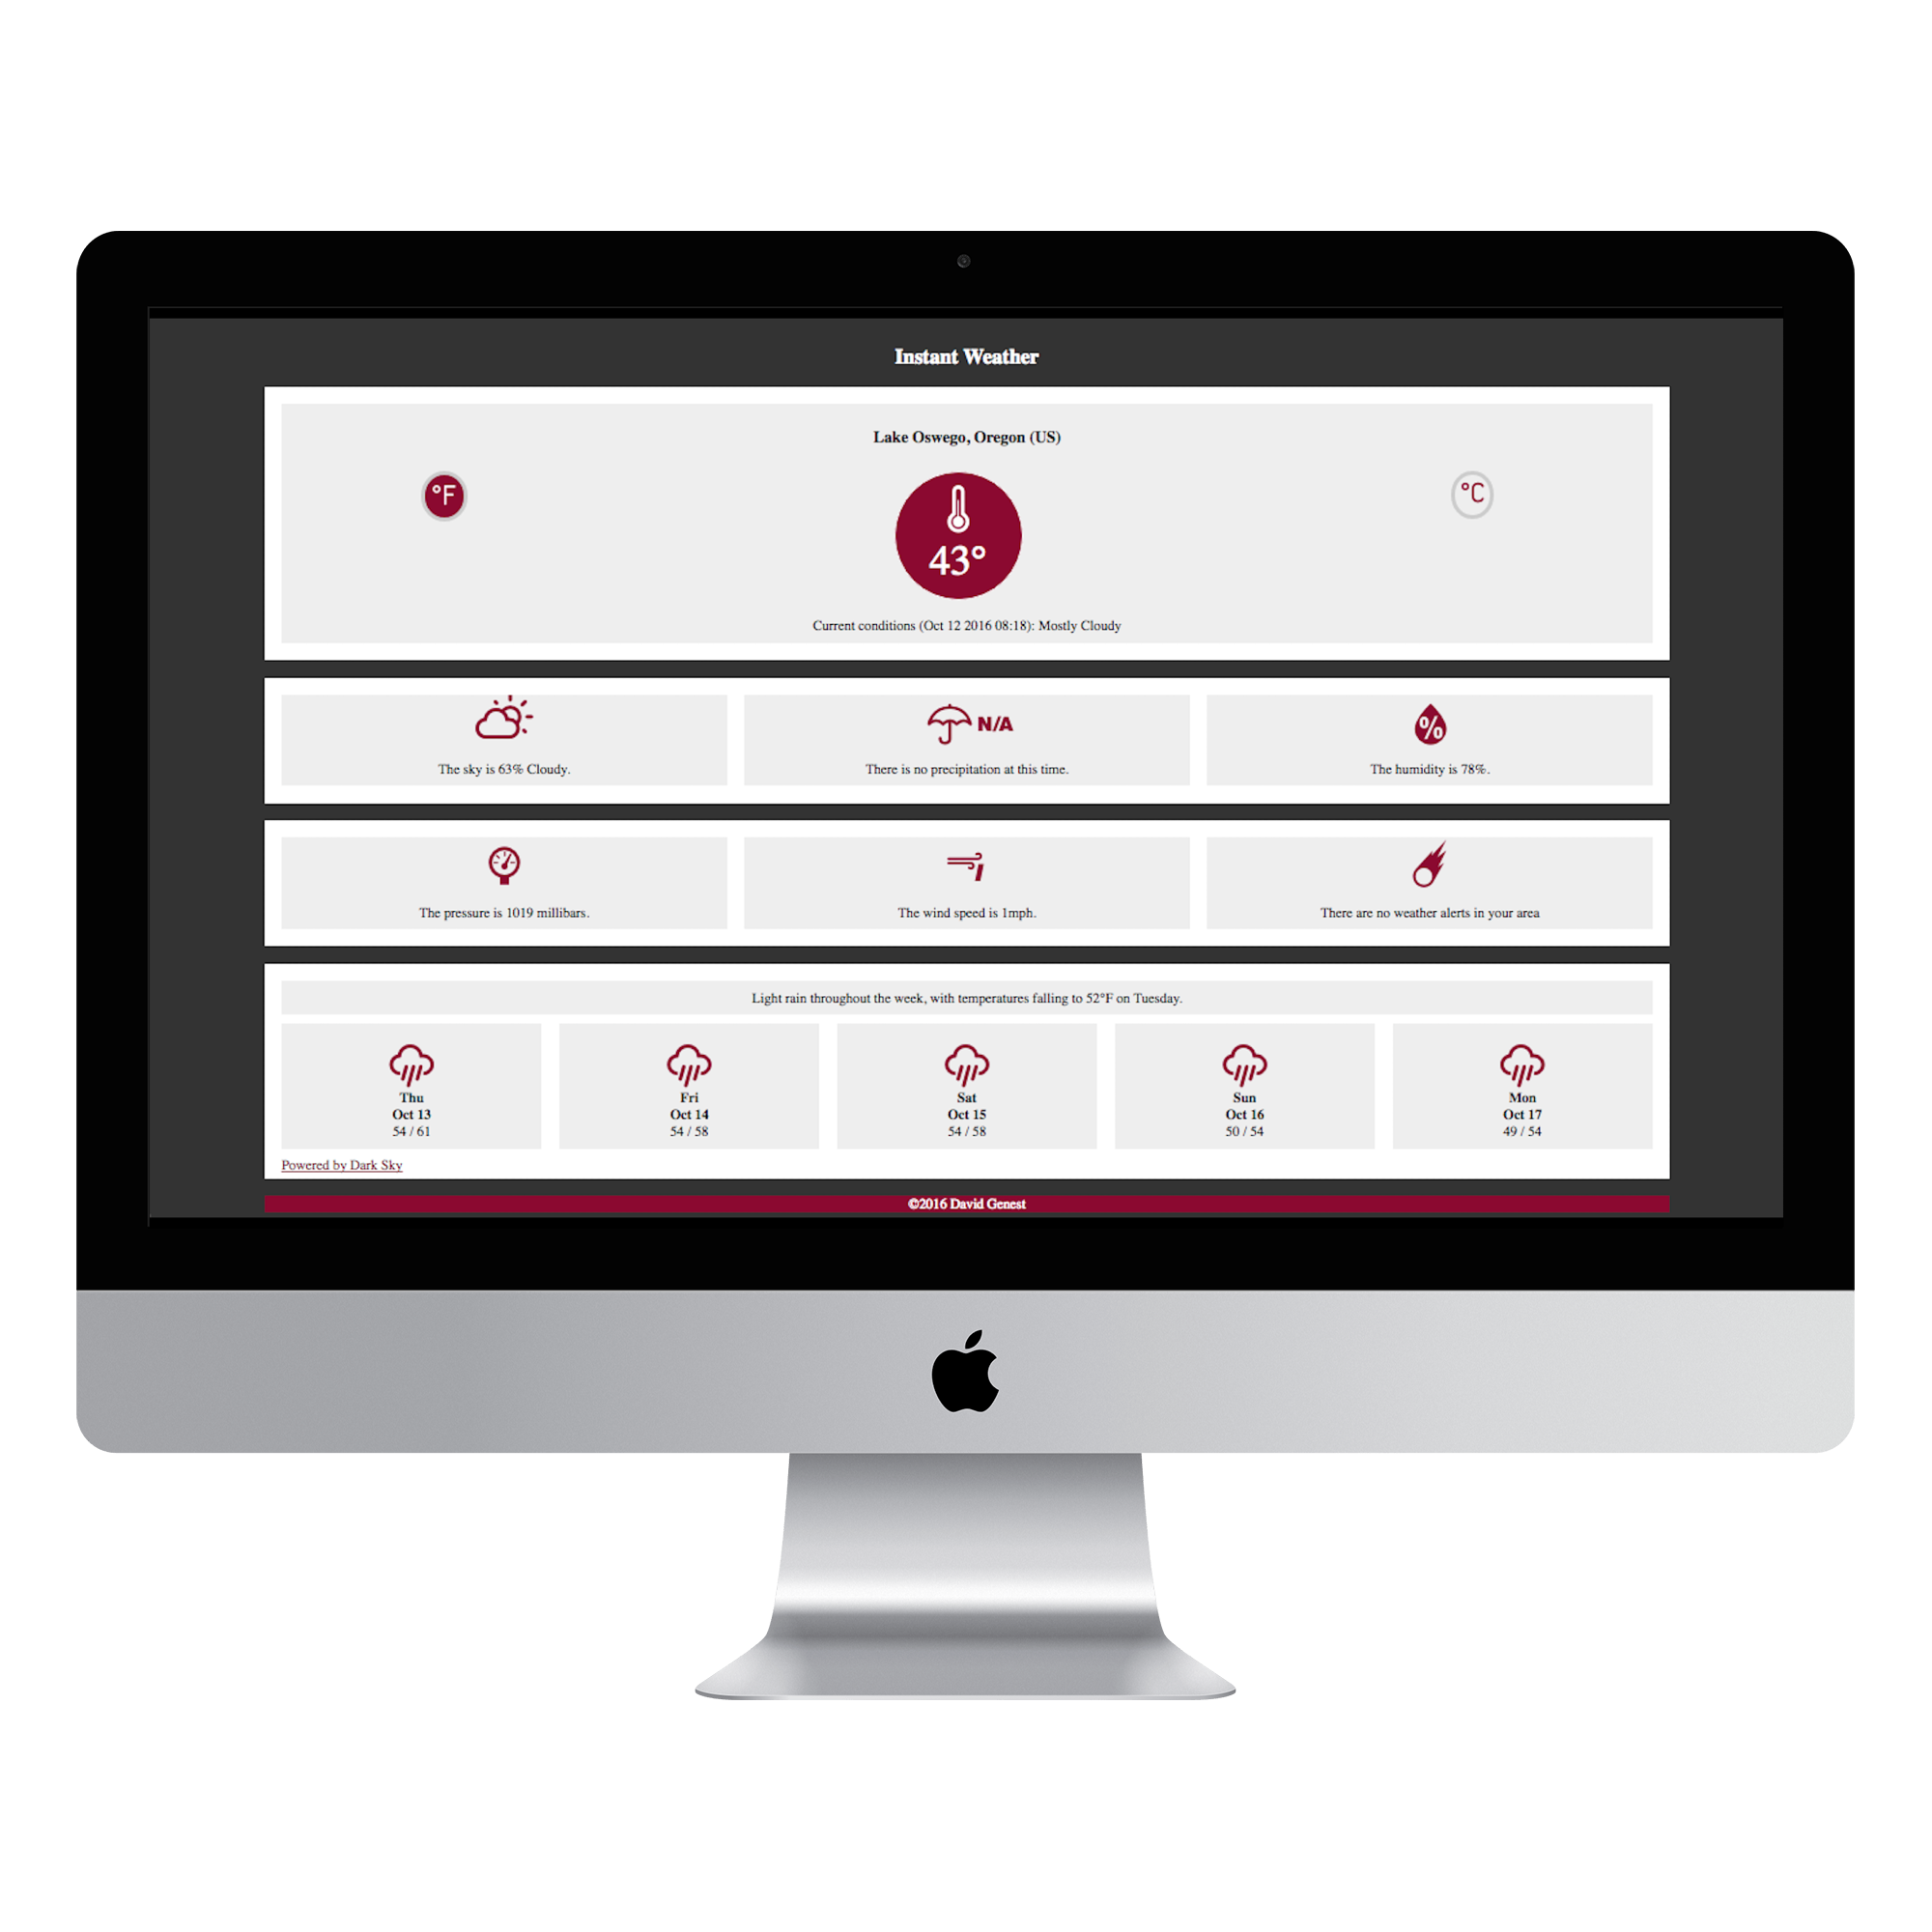 Instant Weather
Lake Oswego, Oregon (US)
°F
°C
43°
Current conditions (Oct 12 2016 08:18): Mostly Cloudy
N/A
%
The sky is 63% Cloudy.
There is no precipitation at this time.
The humidity is 78%.
The pressure is 1019 millibars.
The wind speed is 1mph.
There are no weather alerts in your area
Light rain throughout the week, with temperatures falling to 52°F on Tuesday.
Thu
Oct 13
54 / 61
Fri
Oct 14
54 / 58
Sat
Oct 15
54 / 58
Sun
Oct 16
50 / 54
Mon
Oct 17
49 / 54
Powered by Dark Sky
©2016 David Genest